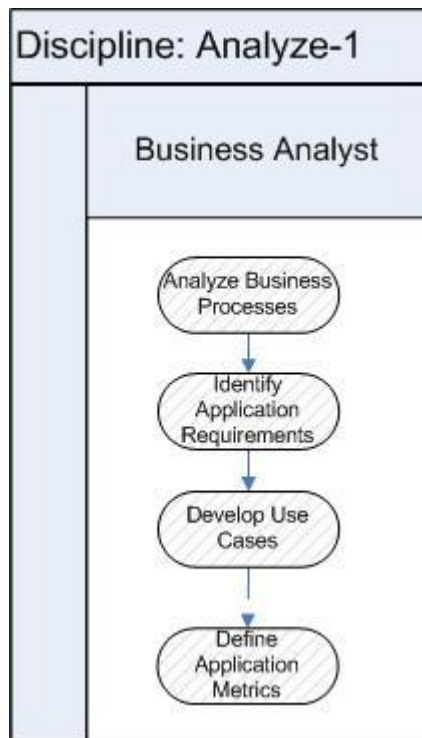 Discipline: Analyze-1
Business Analyst
Analyze Business
Processes
Identify
Application
Requirements
Develop Use
Cases
Define
Application
Metrics